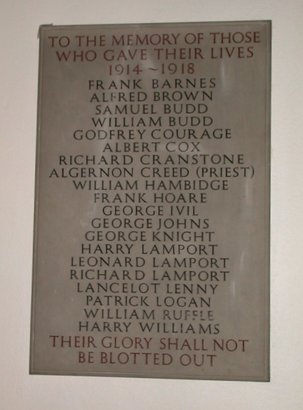 TO THE MEMORY OF THOSE
WHO GAVE THEIR LIVES
1914 ~ 1918
FRANK BARNES
ALFRED BROWN
SAMUEL BUDD
WILLIAM BUDD
GODFREY COURAGE
ALBERT COX
RICHARD CRANSTONE
ALGERNON CREED (PRIEST)
WILLIAM HAMBIDGE
FRANK HOARE
GEORGE IVIL
GEORGE JOHNS
GEORGE KNIGHT
HARRY LAMPORT
LEONARD LAMPORT
RICHARD LAMPORT
LANCELOT LENNY
PATRICK LOGAN
WILLIAM RUFFLE
HARRY WILLIAMS
THEIR GLORY SHALL NOT
BE BLOTTED OUT